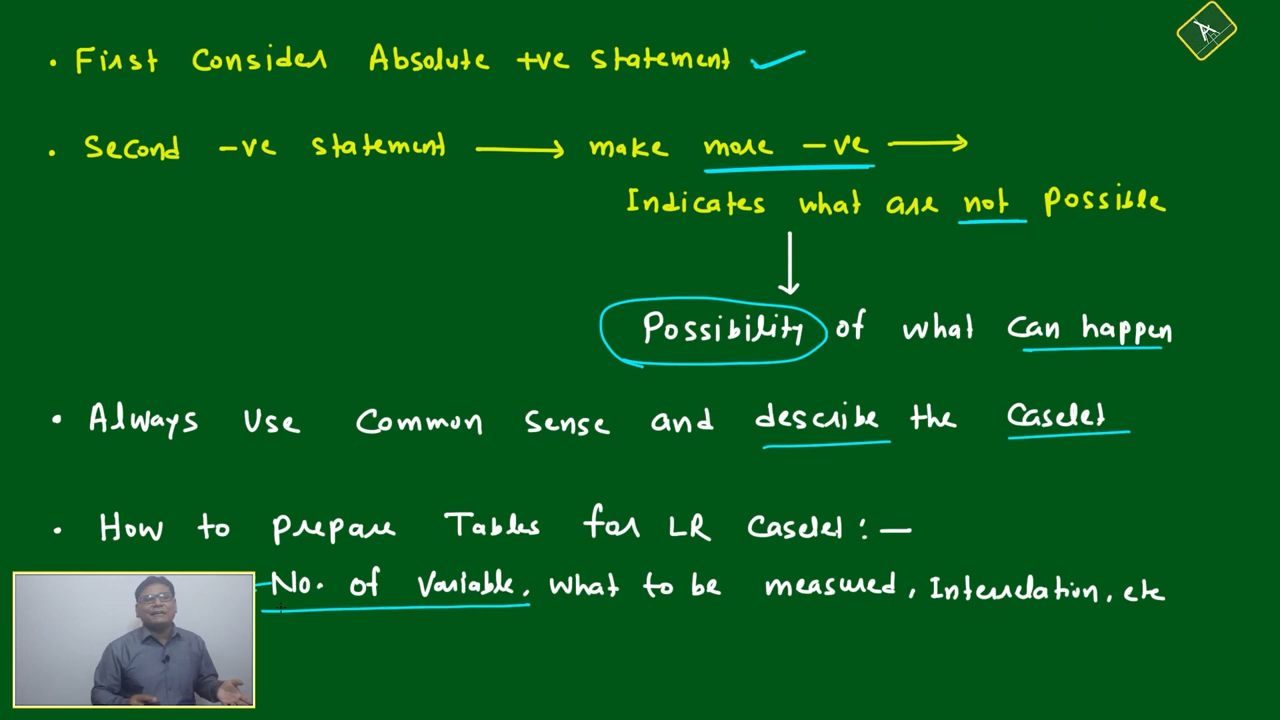 • First Consider Absolute +ve statement
• Second -ve statement → make more -ve →
Indicates what are not possible
Possibility of what can happen
• Always use common sense and describe the caselet
• How to prepare Tables for LR Caselet: —
No. of variable, what to be measured, Interrelation, etc